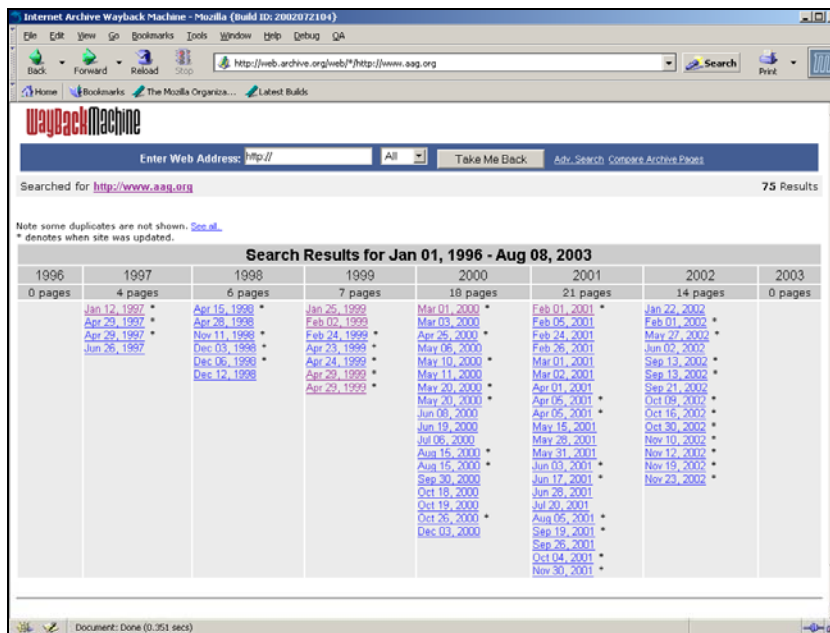 Internet Archive Wayback Machine - Mozilla {Build ID: 2002072104}
File Edit View Go Bookmarks Tools Window Help Debug QA
Back Forward Reload Stop http://web.archive.org/web/*/http://www.aag.org Search Print
Home Bookmarks The Mozilla Organiza... Latest Builds
WayBackMachine
Enter Web Address: http:// All Take Me Back Adv. Search Compare Archive Pages
Searched for http://www.aag.org 75 Results
Note some duplicates are not shown. See all.
* denotes when site was updated.
Search Results for Jan 01, 1996 - Aug 08, 2003
1996 1997 1998 1999 2000 2001 2002 2003
0 pages 4 pages 6 pages 7 pages 18 pages 21 pages 14 pages 0 pages
Jan 12, 1997 * Apr 15, 1998 * Jan 25, 1999 Mar 01, 2000 * Feb 01, 2001 * Jan 22, 2002
Apr 29, 1997 * Apr 28, 1998 Feb 02, 1999 Mar 03, 2000 Feb 05, 2001 Feb 01, 2002 *
Apr 29, 1997 * Nov 11, 1998 * Feb 24, 1999 * Apr 25, 2000 * Feb 24, 2001 May 27, 2002 *
Jun 26, 1997 Dec 03, 1998 * Apr 23, 1999 * May 06, 2000 Feb 26, 2001 Jun 02, 2002
Dec 06, 1998 * Apr 24, 1999 * May 10, 2000 * Mar 01, 2001 Sep 13, 2002 *
Dec 12, 1998 Apr 29, 1999 * May 11, 2000 Mar 02, 2001 Sep 13, 2002 *
Apr 29, 1999 * May 20, 2000 * Apr 01, 2001 Sep 21, 2002
May 20, 2000 * Apr 05, 2001 * Oct 09, 2002 *
Jun 08, 2000 Apr 05, 2001 * Oct 16, 2002 *
Jun 19, 2000 May 15, 2001 Oct 30, 2002 *
Jul 06, 2000 May 28, 2001 Nov 10, 2002 *
Aug 15, 2000 * May 31, 2001 Nov 12, 2002 *
Aug 15, 2000 * Jun 03, 2001 * Nov 19, 2002 *
Sep 30, 2000 Jun 17, 2001 * Nov 23, 2002 *
Oct 18, 2000 Jun 28, 2001
Oct 19, 2000 Jul 20, 2001
Oct 26, 2000 * Aug 05, 2001 *
Dec 03, 2000 Sep 19, 2001 *
Sep 26, 2001
Oct 04, 2001 *
Nov 30, 2001 *
Document: Done (0.351 secs)